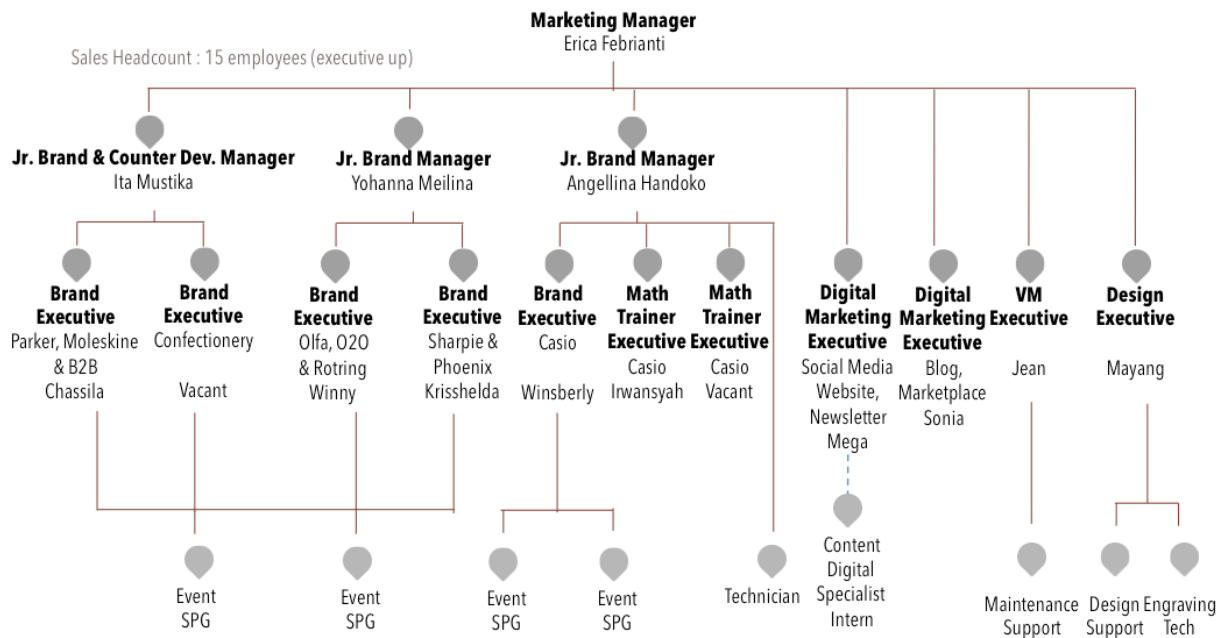 Marketing Manager
Erica Febrianti
Sales Headcount : 15 employees (executive up)
Jr. Brand & Counter Dev. Manager
Ita Mustika
Jr. Brand Manager
Yohanna Meilina
Jr. Brand Manager
Angellina Handoko
Brand
Executive
Parker, Moleskine
& B2B
Chassila
Brand
Executive
Confectionery
Vacant
Brand
Executive
Olfa, O2O
& Rotring
Winny
Brand
Executive
Sharpie &
Phoenix
Krisshelda
Brand
Executive
Casio
Winsberly
Math
Trainer
Executive
Casio
Irwansyah
Math
Trainer
Executive
Casio
Vacant
Digital
Marketing
Executive
Social Media
Website,
Newsletter
Mega
Digital
Marketing
Executive
Blog,
Marketplace
Sonia
VM
Executive
Jean
Design
Executive
Mayang
Event
SPG
Event
SPG
Event
SPG
Event
SPG
Technician
Content
Digital
Specialist
Intern
Maintenance
Support
Design
Support
Engraving
Tech